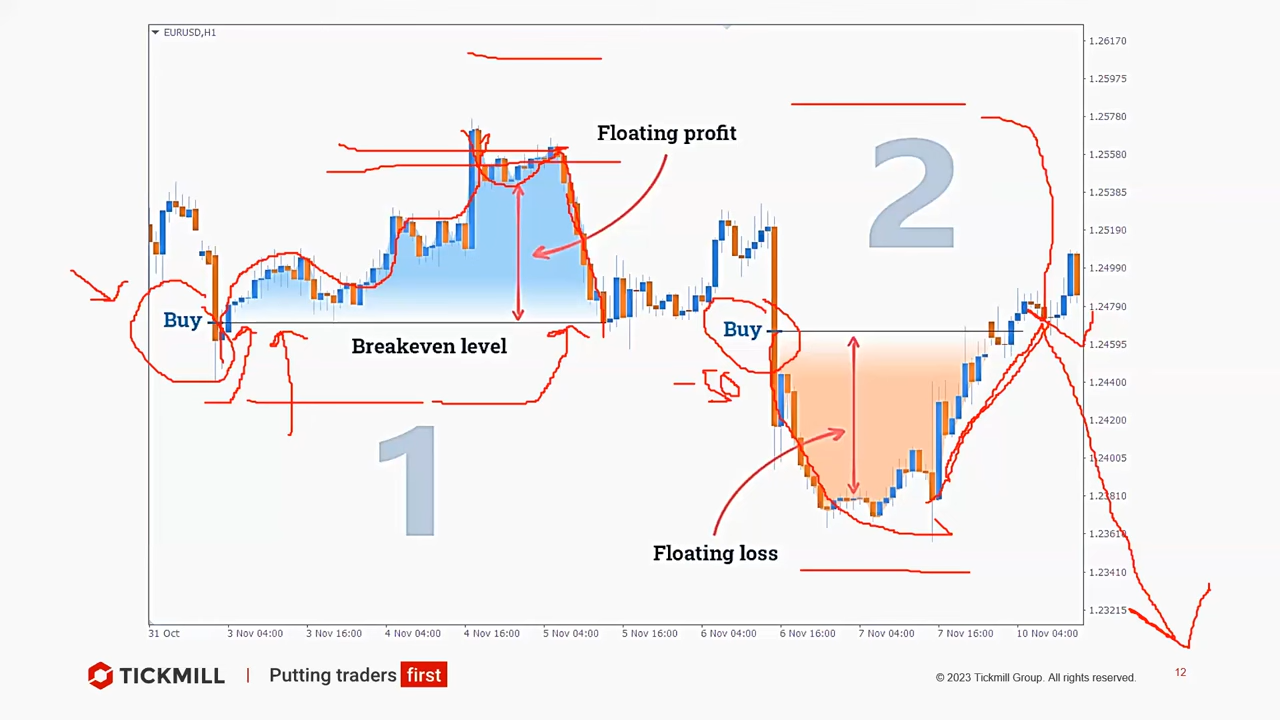 EURUSD,H1
1.26170
1.25975
1.25780
1.25580
1.25385
1.25190
1.24990
1.24790
1.24595
1.24400
1.24200
1.24005
1.23810
1.23610
1.23410
1.23215
Floating profit
2
Buy
Breakeven level
Buy
-50
1
Floating loss
31 Oct
3 Nov 04:00
3 Nov 16:00
4 Nov 04:00
4 Nov 16:00
5 Nov 04:00
5 Nov 16:00
6 Nov 04:00
6 Nov 16:00
7 Nov 04:00
7 Nov 16:00
10 Nov 04:00
TICKMILL | Putting traders first
© 2023 Tickmill Group. All rights reserved.
12